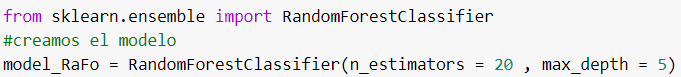 from sklearn.ensemble import RandomForestClassifier
#creamos el modelo
model_RaFo = RandomForestClassifier(n_estimators = 20 , max_depth = 5)